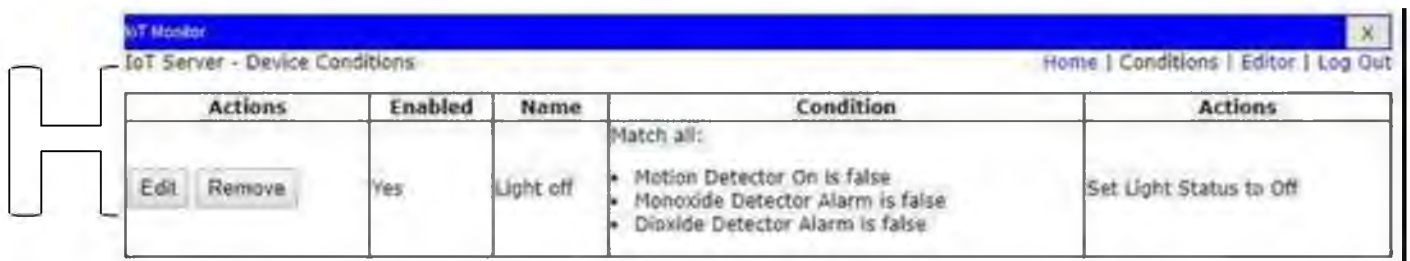 IoT Monitor X
IoT Server - Device Conditions Home | Conditions | Editor | Log Out
Actions Enabled Name Condition Actions
Match all:
• Motion Detector On is false
Edit Remove Yes Light off • Monoxide Detector Alarm is false Set Light Status to Off
• Dioxide Detector Alarm is false